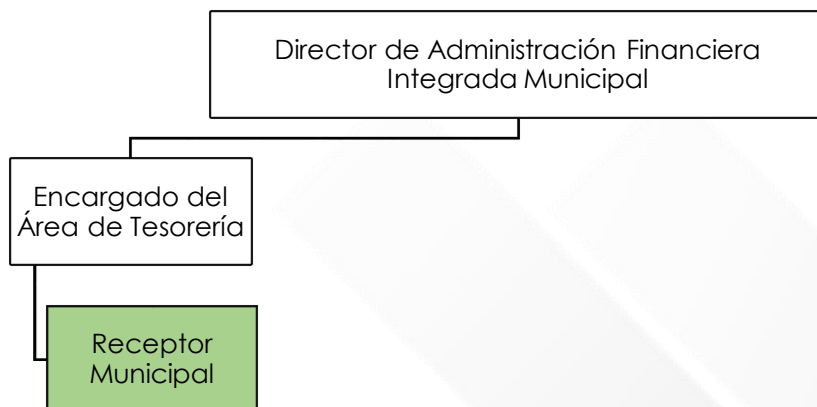 Director de Administración Financiera
Integrada Municipal
Encargado del
Área de Tesorería
Receptor
Municipal